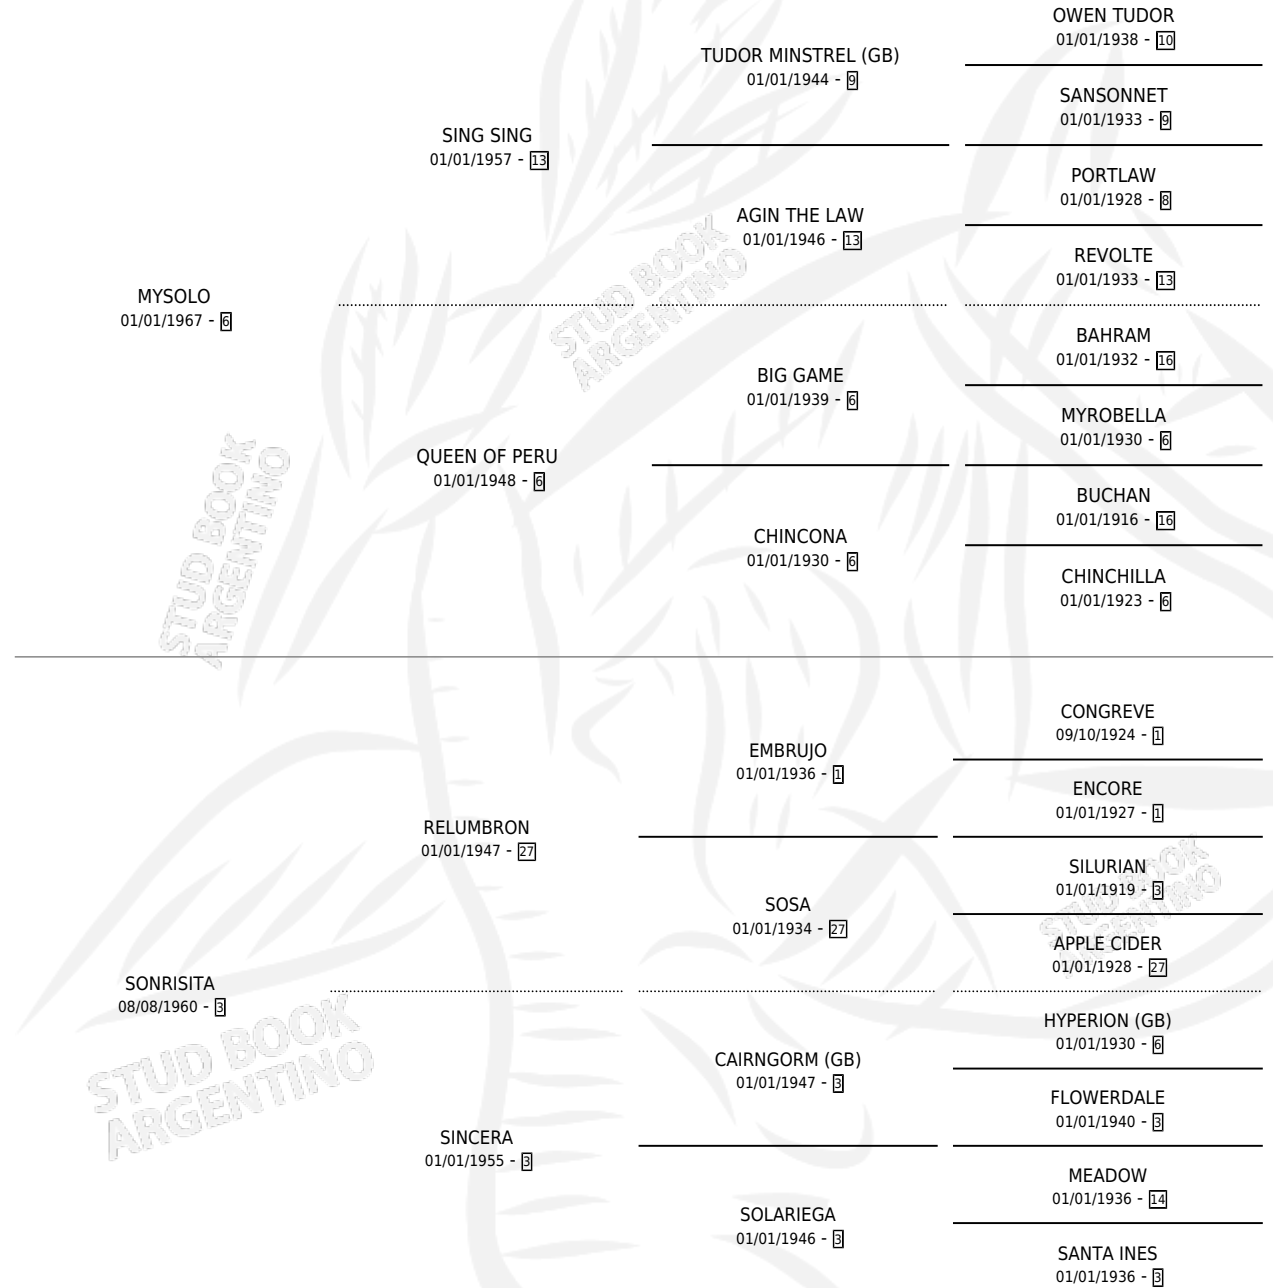 OWEN TUDOR
01/01/1938 - 10
TUDOR MINSTREL (GB)
01/01/1944 - 9
SANSONNET
01/01/1933 - 9
SING SING
01/01/1957 - 13
PORTLAW
01/01/1928 - 8
AGIN THE LAW
01/01/1946 - 13
REVOLTE
01/01/1933 - 13
MYSOLO
01/01/1967 - 6
BAHRAM
01/01/1932 - 16
BIG GAME
01/01/1939 - 6
MYROBELLA
01/01/1930 - 6
QUEEN OF PERU
01/01/1948 - 6
BUCHAN
01/01/1916 - 16
CHINCONA
01/01/1930 - 6
CHINCHILLA
01/01/1923 - 6
CONGREVE
09/10/1924 - 1
EMBRUJO
01/01/1936 - 1
ENCORE
01/01/1927 - 1
RELUMBRON
01/01/1947 - 27
SILURIAN
01/01/1919 - 3
SOSA
01/01/1934 - 27
APPLE CIDER
01/01/1928 - 27
SONRISITA
08/08/1960 - 3
HYPERION (GB)
01/01/1930 - 6
CAIRNGORM (GB)
01/01/1947 - 3
FLOWERDALE
01/01/1940 - 3
SINCERA
01/01/1955 - 3
MEADOW
01/01/1936 - 14
SOLARIEGA
01/01/1946 - 3
SANTA INES
01/01/1936 - 3
STUD BOOK
ARGENTINO
STUD BOOK
ARGENTINO
STUD BOOK
ARGENTINO
STUD BOOK
ARGENTINO